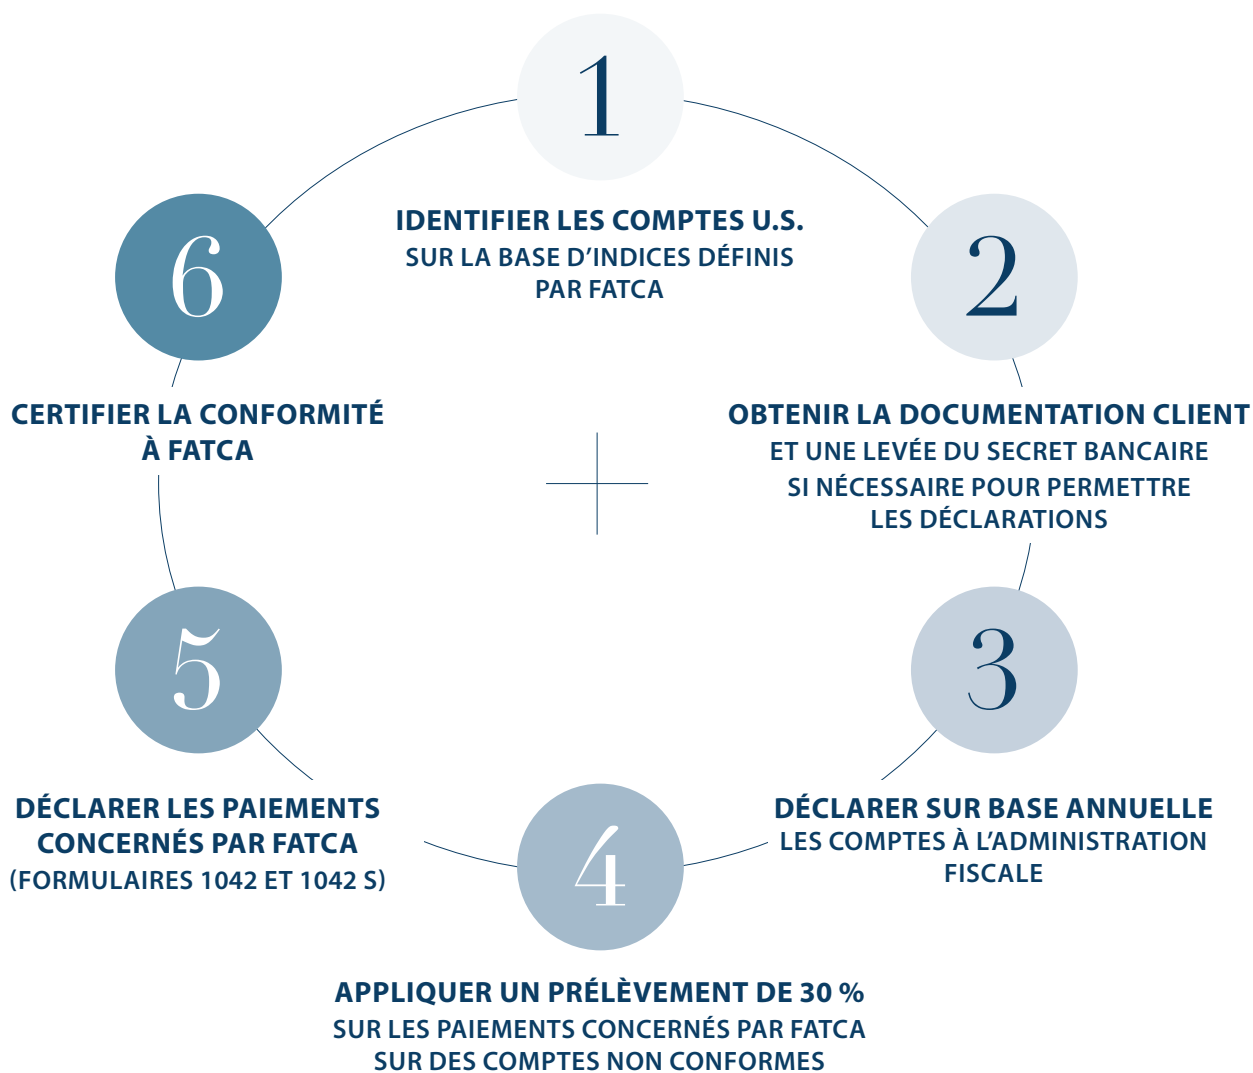 1
IDENTIFIER LES COMPTES U.S.
SUR LA BASE D’INDICES DÉFINIS
PAR FATCA
2
OBTENIR LA DOCUMENTATION CLIENT
ET UNE LEVÉE DU SECRET BANCAIRE
SI NÉCESSAIRE POUR PERMETTRE
LES DÉCLARATIONS
3
DÉCLARER SUR BASE ANNUELLE
LES COMPTES À L’ADMINISTRATION
FISCALE
4
APPLIQUER UN PRÉLÈVEMENT DE 30 %
SUR LES PAIEMENTS CONCERNÉS PAR FATCA
SUR DES COMPTES NON CONFORMES
5
DÉCLARER LES PAIEMENTS
CONCERNÉS PAR FATCA
(FORMULAIRES 1042 ET 1042 S)
6
CERTIFIER LA CONFORMITÉ
À FATCA